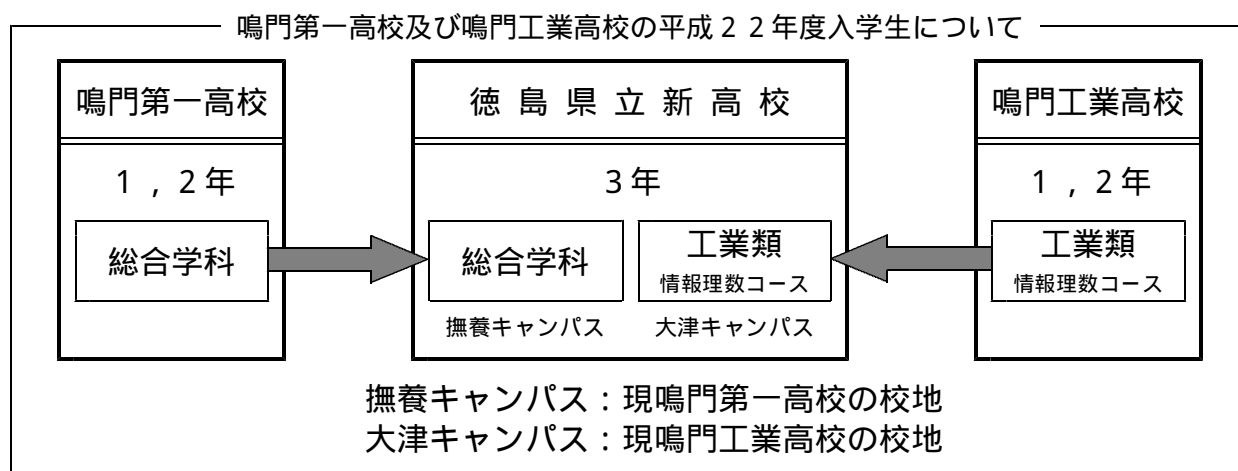 鳴門第一高校及び鳴門工業高校の平成２２年度入学生について
鳴門第一高校
徳島県立新高校
鳴門工業高校
１，２年
３年
１，２年
総合学科
総合学科
工業類
情報理数コース
工業類
情報理数コース
撫養キャンパス
大津キャンパス
撫養キャンパス：現鳴門第一高校の校地
大津キャンパス：現鳴門工業高校の校地